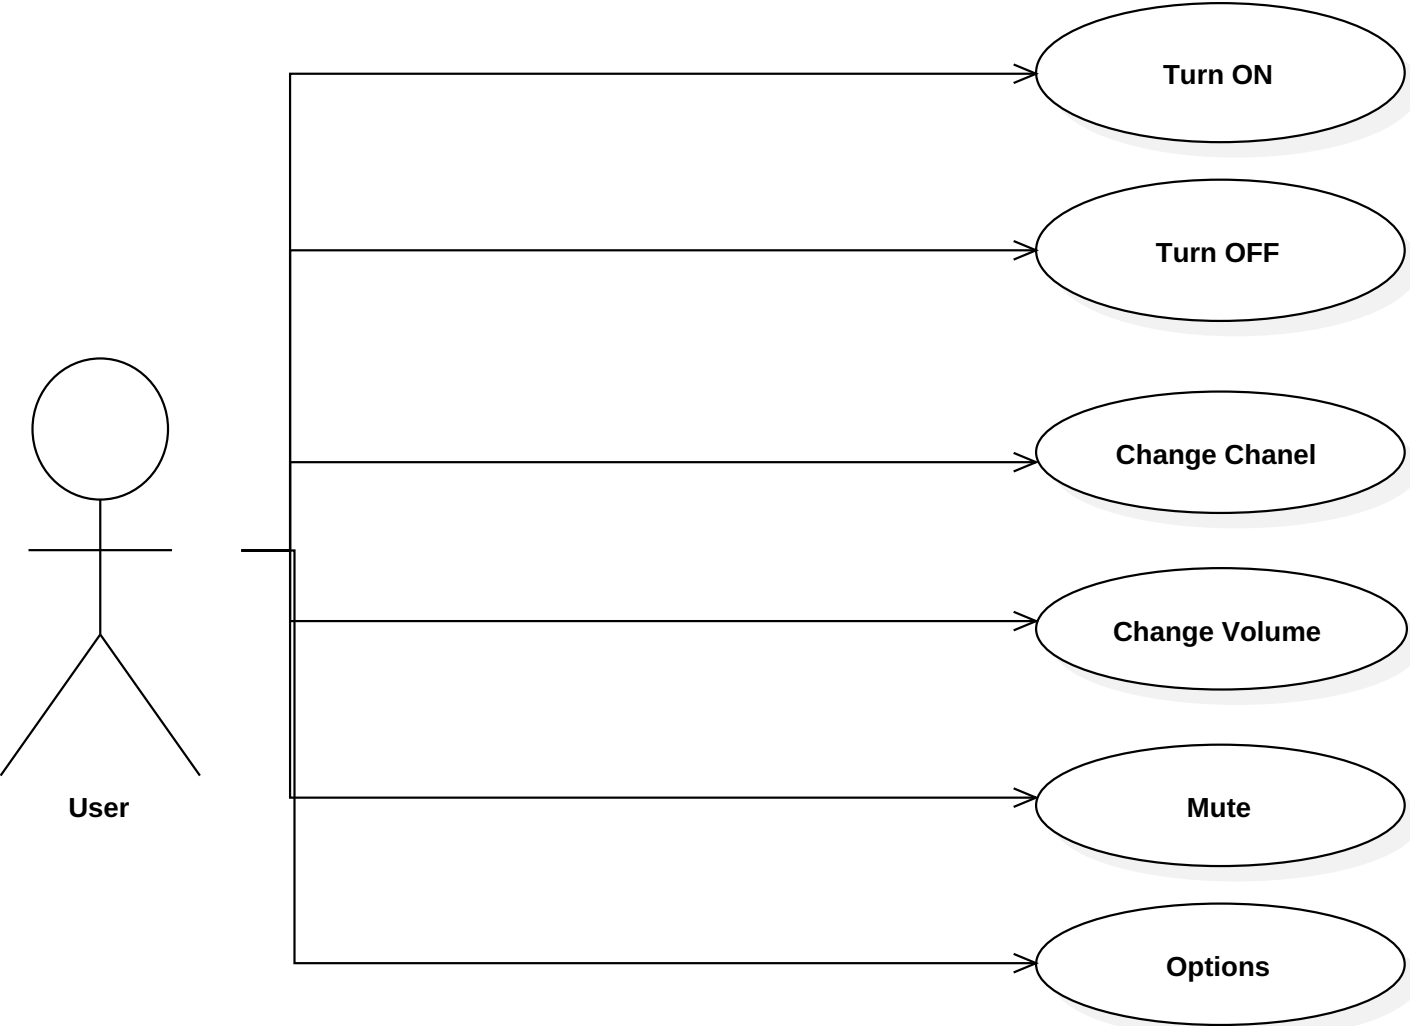 Turn ON
Turn OFF
Change Chanel
Change Volume
Mute
User
Options